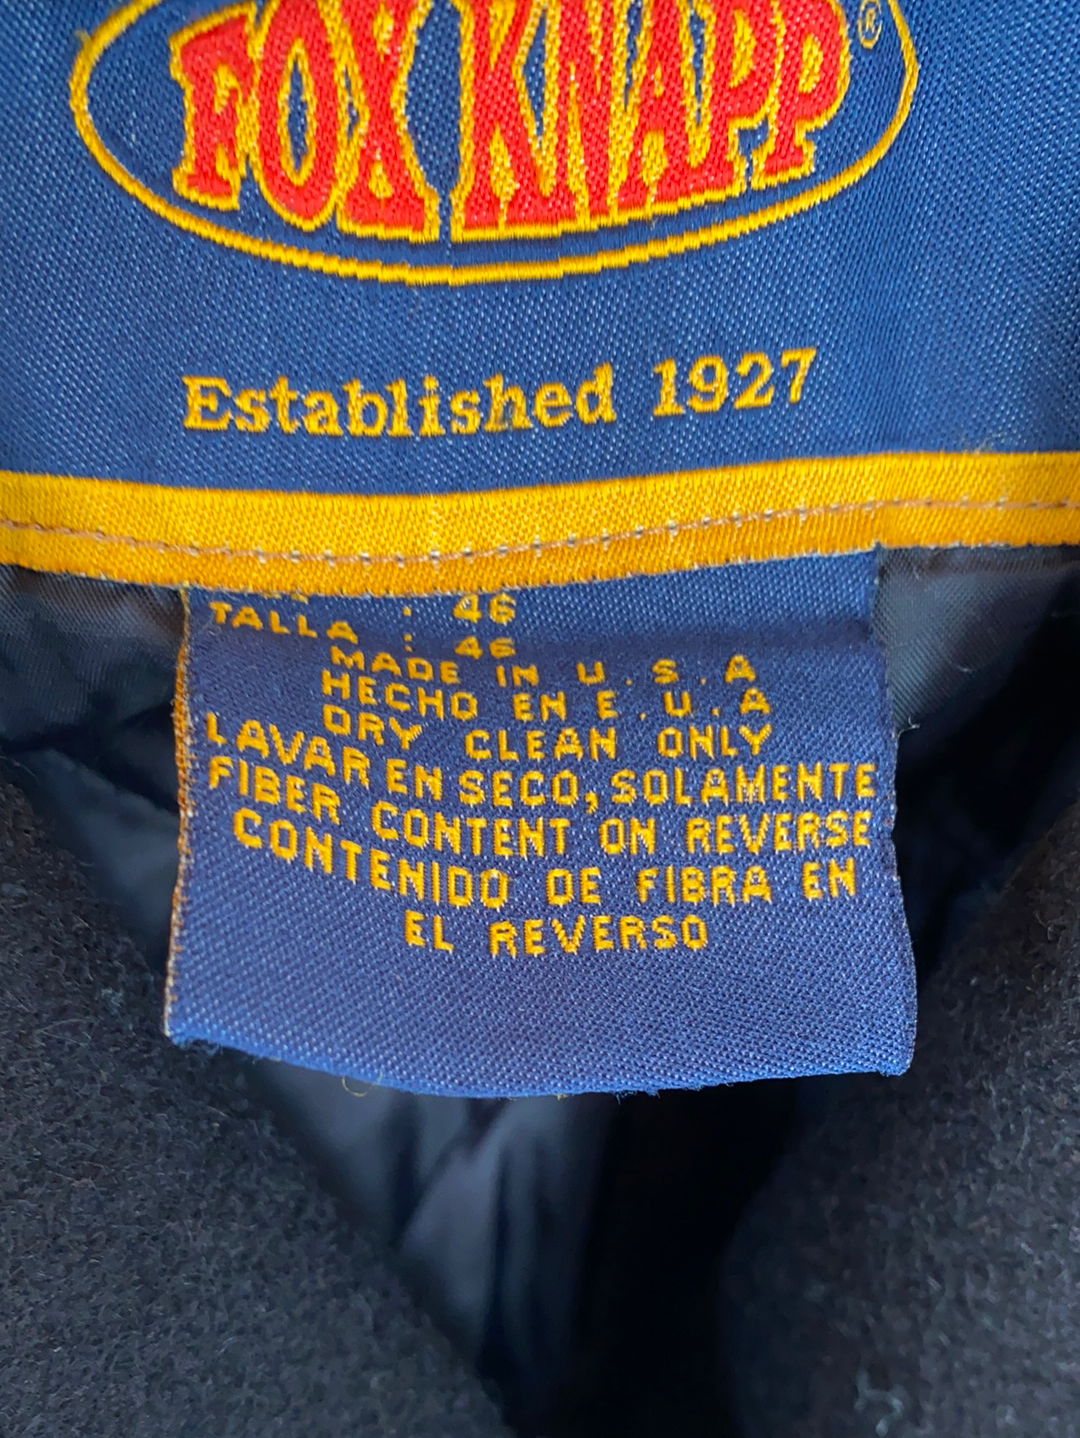 FOX KNAPP®
Established 1927
: 46
TALLA : 46
MADE IN U.S.A
HECHO EN E.U.A
DRY CLEAN ONLY
LAVAR EN SECO, SOLAMENTE
FIBER CONTENT ON REVERSE
CONTENIDO DE FIBRA EN
EL REVERSO